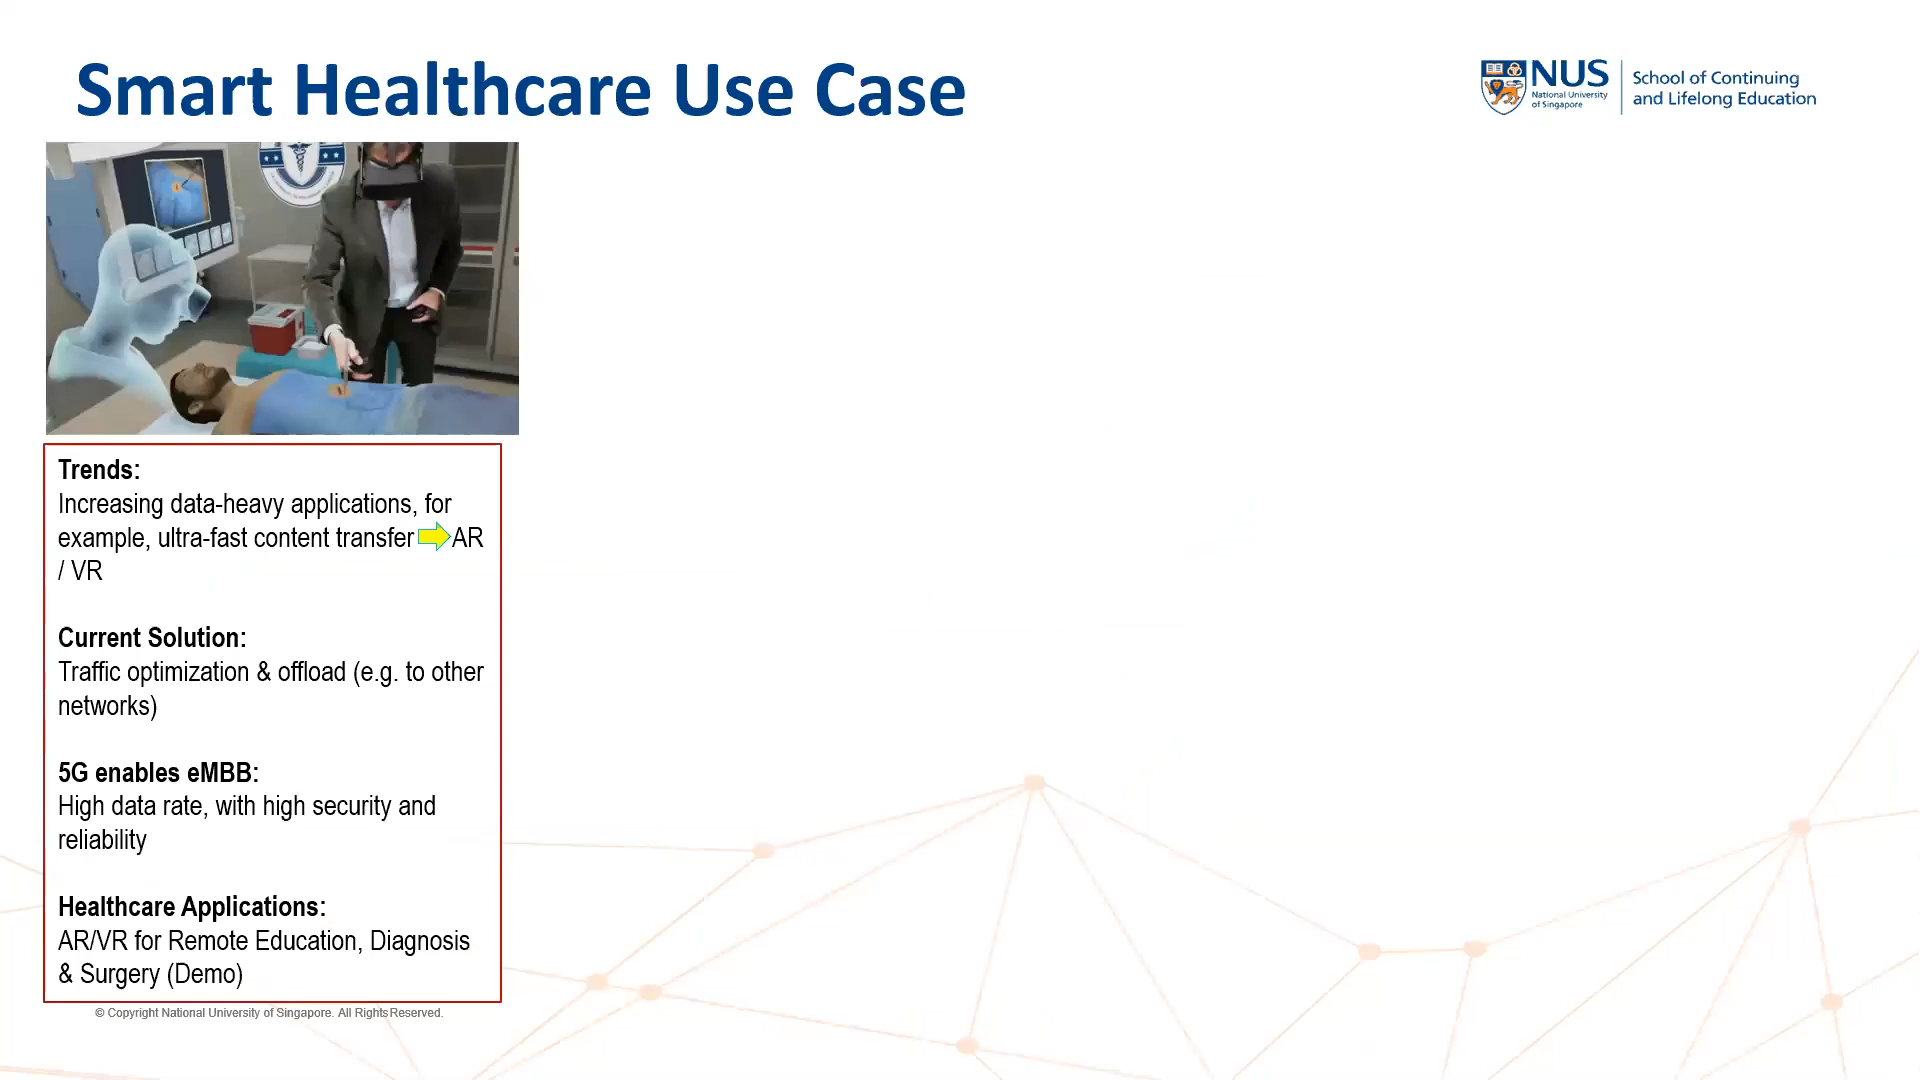 Smart Healthcare Use Case
NUS
National University
of Singapore
School of Continuing
and Lifelong Education
Trends:
Increasing data-heavy applications, for
example, ultra-fast content transfer AR
/ VR
Current Solution:
Traffic optimization & offload (e.g. to other
networks)
5G enables eMBB:
High data rate, with high security and
reliability
Healthcare Applications:
AR/VR for Remote Education, Diagnosis
& Surgery (Demo)
© Copyright National University of Singapore. All Rights Reserved.